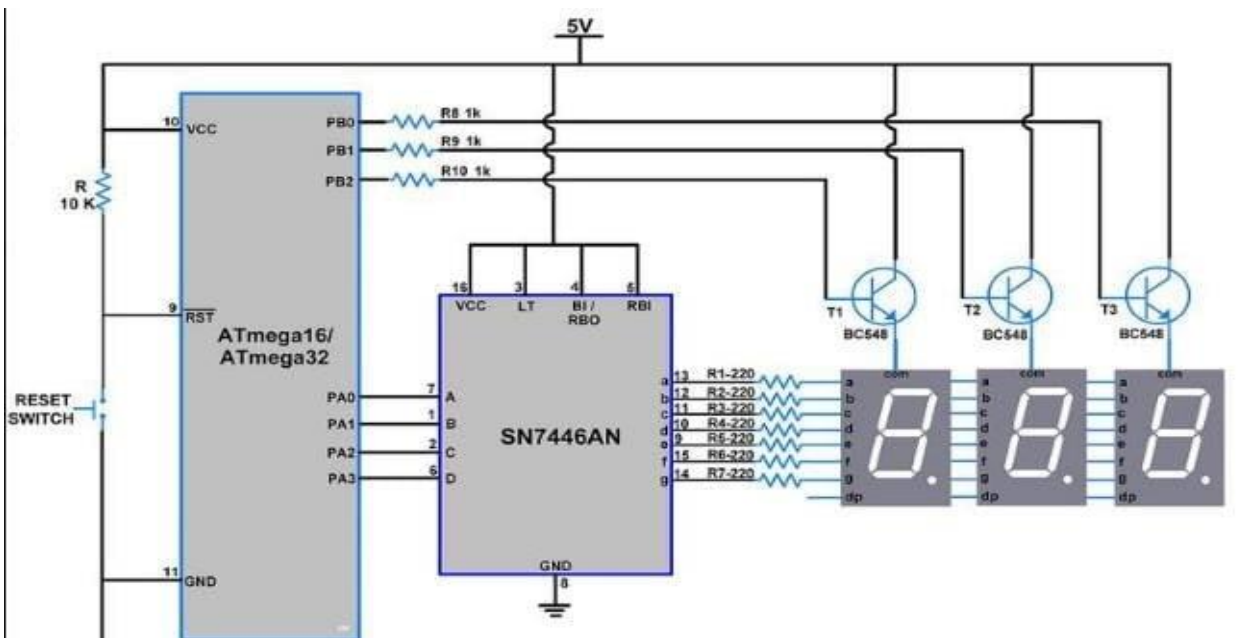 5V
10 VCC
PB0 R8 1k
PB1 R9 1k
PB2 R10 1k
R
10 K
9 RST
ATmega16/
ATmega32
16 3 4 5
VCC LT BI / RBO RBI
T1 T2 T3
BC548 BC548 BC548
com com com
RESET
SWITCH
PA0 7 A
PA1 1 B
PA2 2 C
PA3 6 D
SN7446AN
a 13 R1-220 a a a
b 12 R2-220 b b b
c 11 R3-220 c c c
d 10 R4-220 d d d
e 9 R5-220 e e e
f 15 R6-220 f f f
g 14 R7-220 g g g
dp dp dp dp
GND
8
11 GND